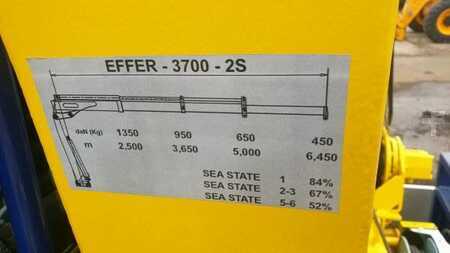 EFFER - 3700 - 2S
daN (Kg) 1350 950 650 450
m 2,500 3,650 5,000 6,450
SEA STATE 1 84%
SEA STATE 2-3 67%
SEA STATE 5-6 52%